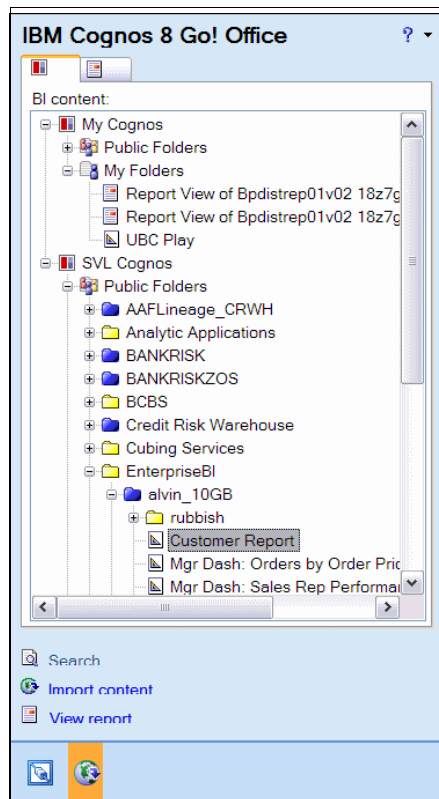 IBM Cognos 8 Go! Office ?
BI content:
My Cognos
Public Folders
My Folders
Report View of Bpdistrep01v02 18z7g
Report View of Bpdistrep01v02 18z7g
UBC Play
SVL Cognos
Public Folders
AAFLineage_CRWH
Analytic Applications
BANKRISK
BANKRISKZOS
BCBS
Credit Risk Warehouse
Cubing Services
EnterpriseBI
alvin_10GB
rubbish
Customer Report
Mgr Dash: Orders by Order Pric
Mgr Dash: Sales Rep Performa
Search
Import content
View report